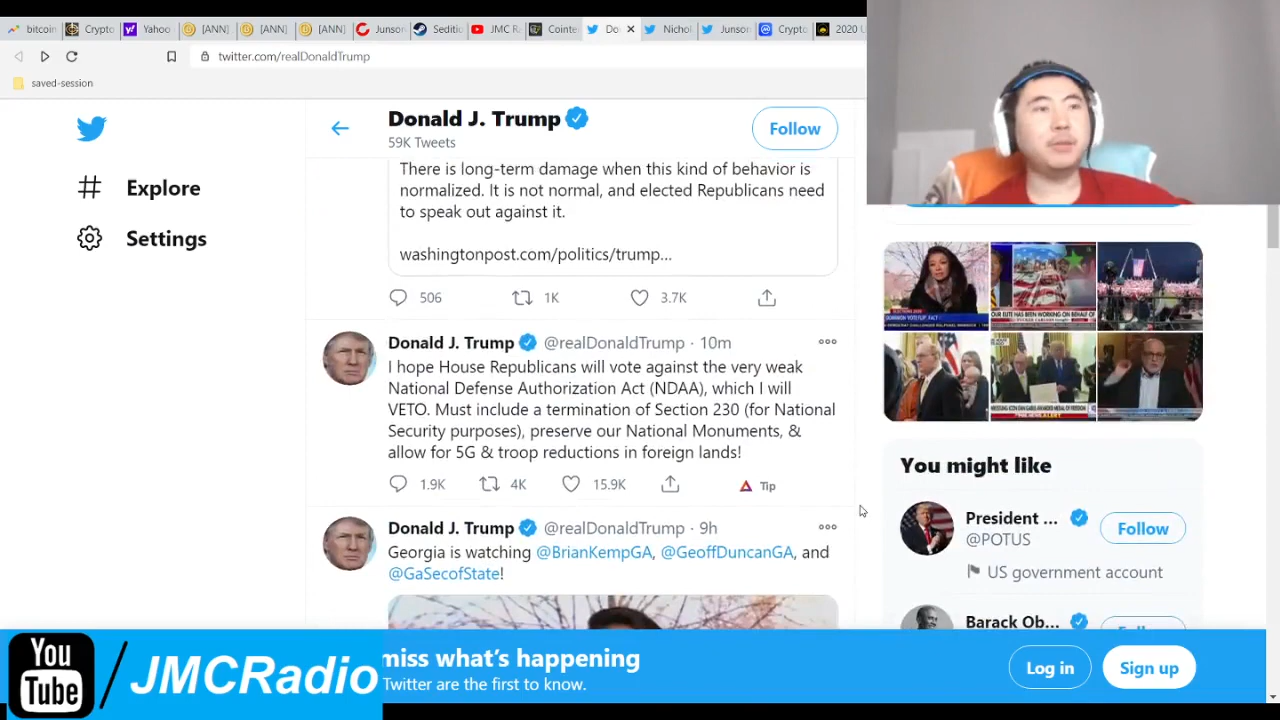 bitcoin
Crypto
Yahoo
[ANN]
[ANN]
[ANN]
Junson
Seditio
JMC R
Cointe
Do
Nichol
Junso
Crypto
2020 U
twitter.com/realDonaldTrump
saved-session
Donald J. Trump
59K Tweets
Follow
Explore
Settings
There is long-term damage when this kind of behavior is
normalized. It is not normal, and elected Republicans need
to speak out against it.
washingtonpost.com/politics/trump...
506 1K 3.7K
Donald J. Trump @realDonaldTrump · 10m
I hope House Republicans will vote against the very weak
National Defense Authorization Act (NDAA), which I will
VETO. Must include a termination of Section 230 (for National
Security purposes), preserve our National Monuments, &
allow for 5G & troop reductions in foreign lands!
1.9K 4K 15.9K Tip
Donald J. Trump @realDonaldTrump · 9h
Georgia is watching @BrianKempGA, @GeoffDuncanGA, and
@GaSecofState!
You might like
President ...
@POTUS
Follow
US government account
Barack Ob...
miss what's happening
Twitter are the first to know.
Log in
Sign up
You
Tube
/JMCRadio